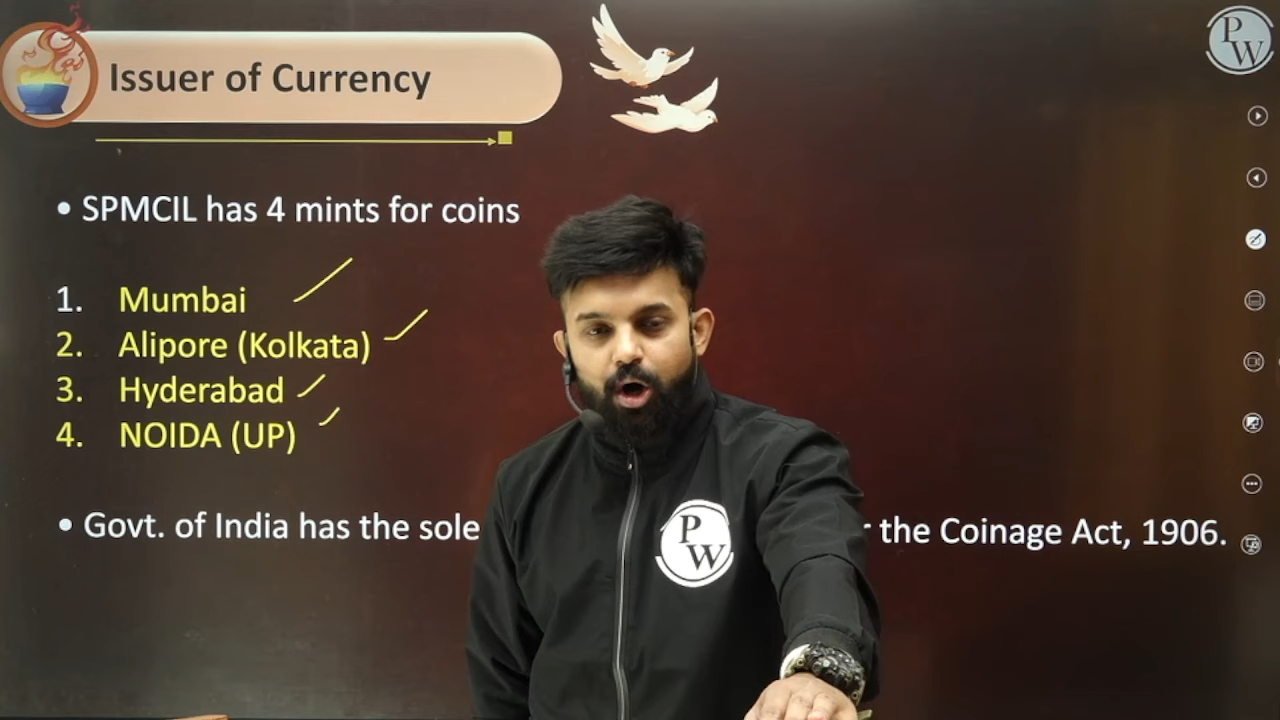 Issuer of Currency
PW
• SPMCIL has 4 mints for coins
1. Mumbai
2. Alipore (Kolkata)
3. Hyderabad
4. NOIDA (UP)
• Govt. of India has the sole the Coinage Act, 1906.
PW